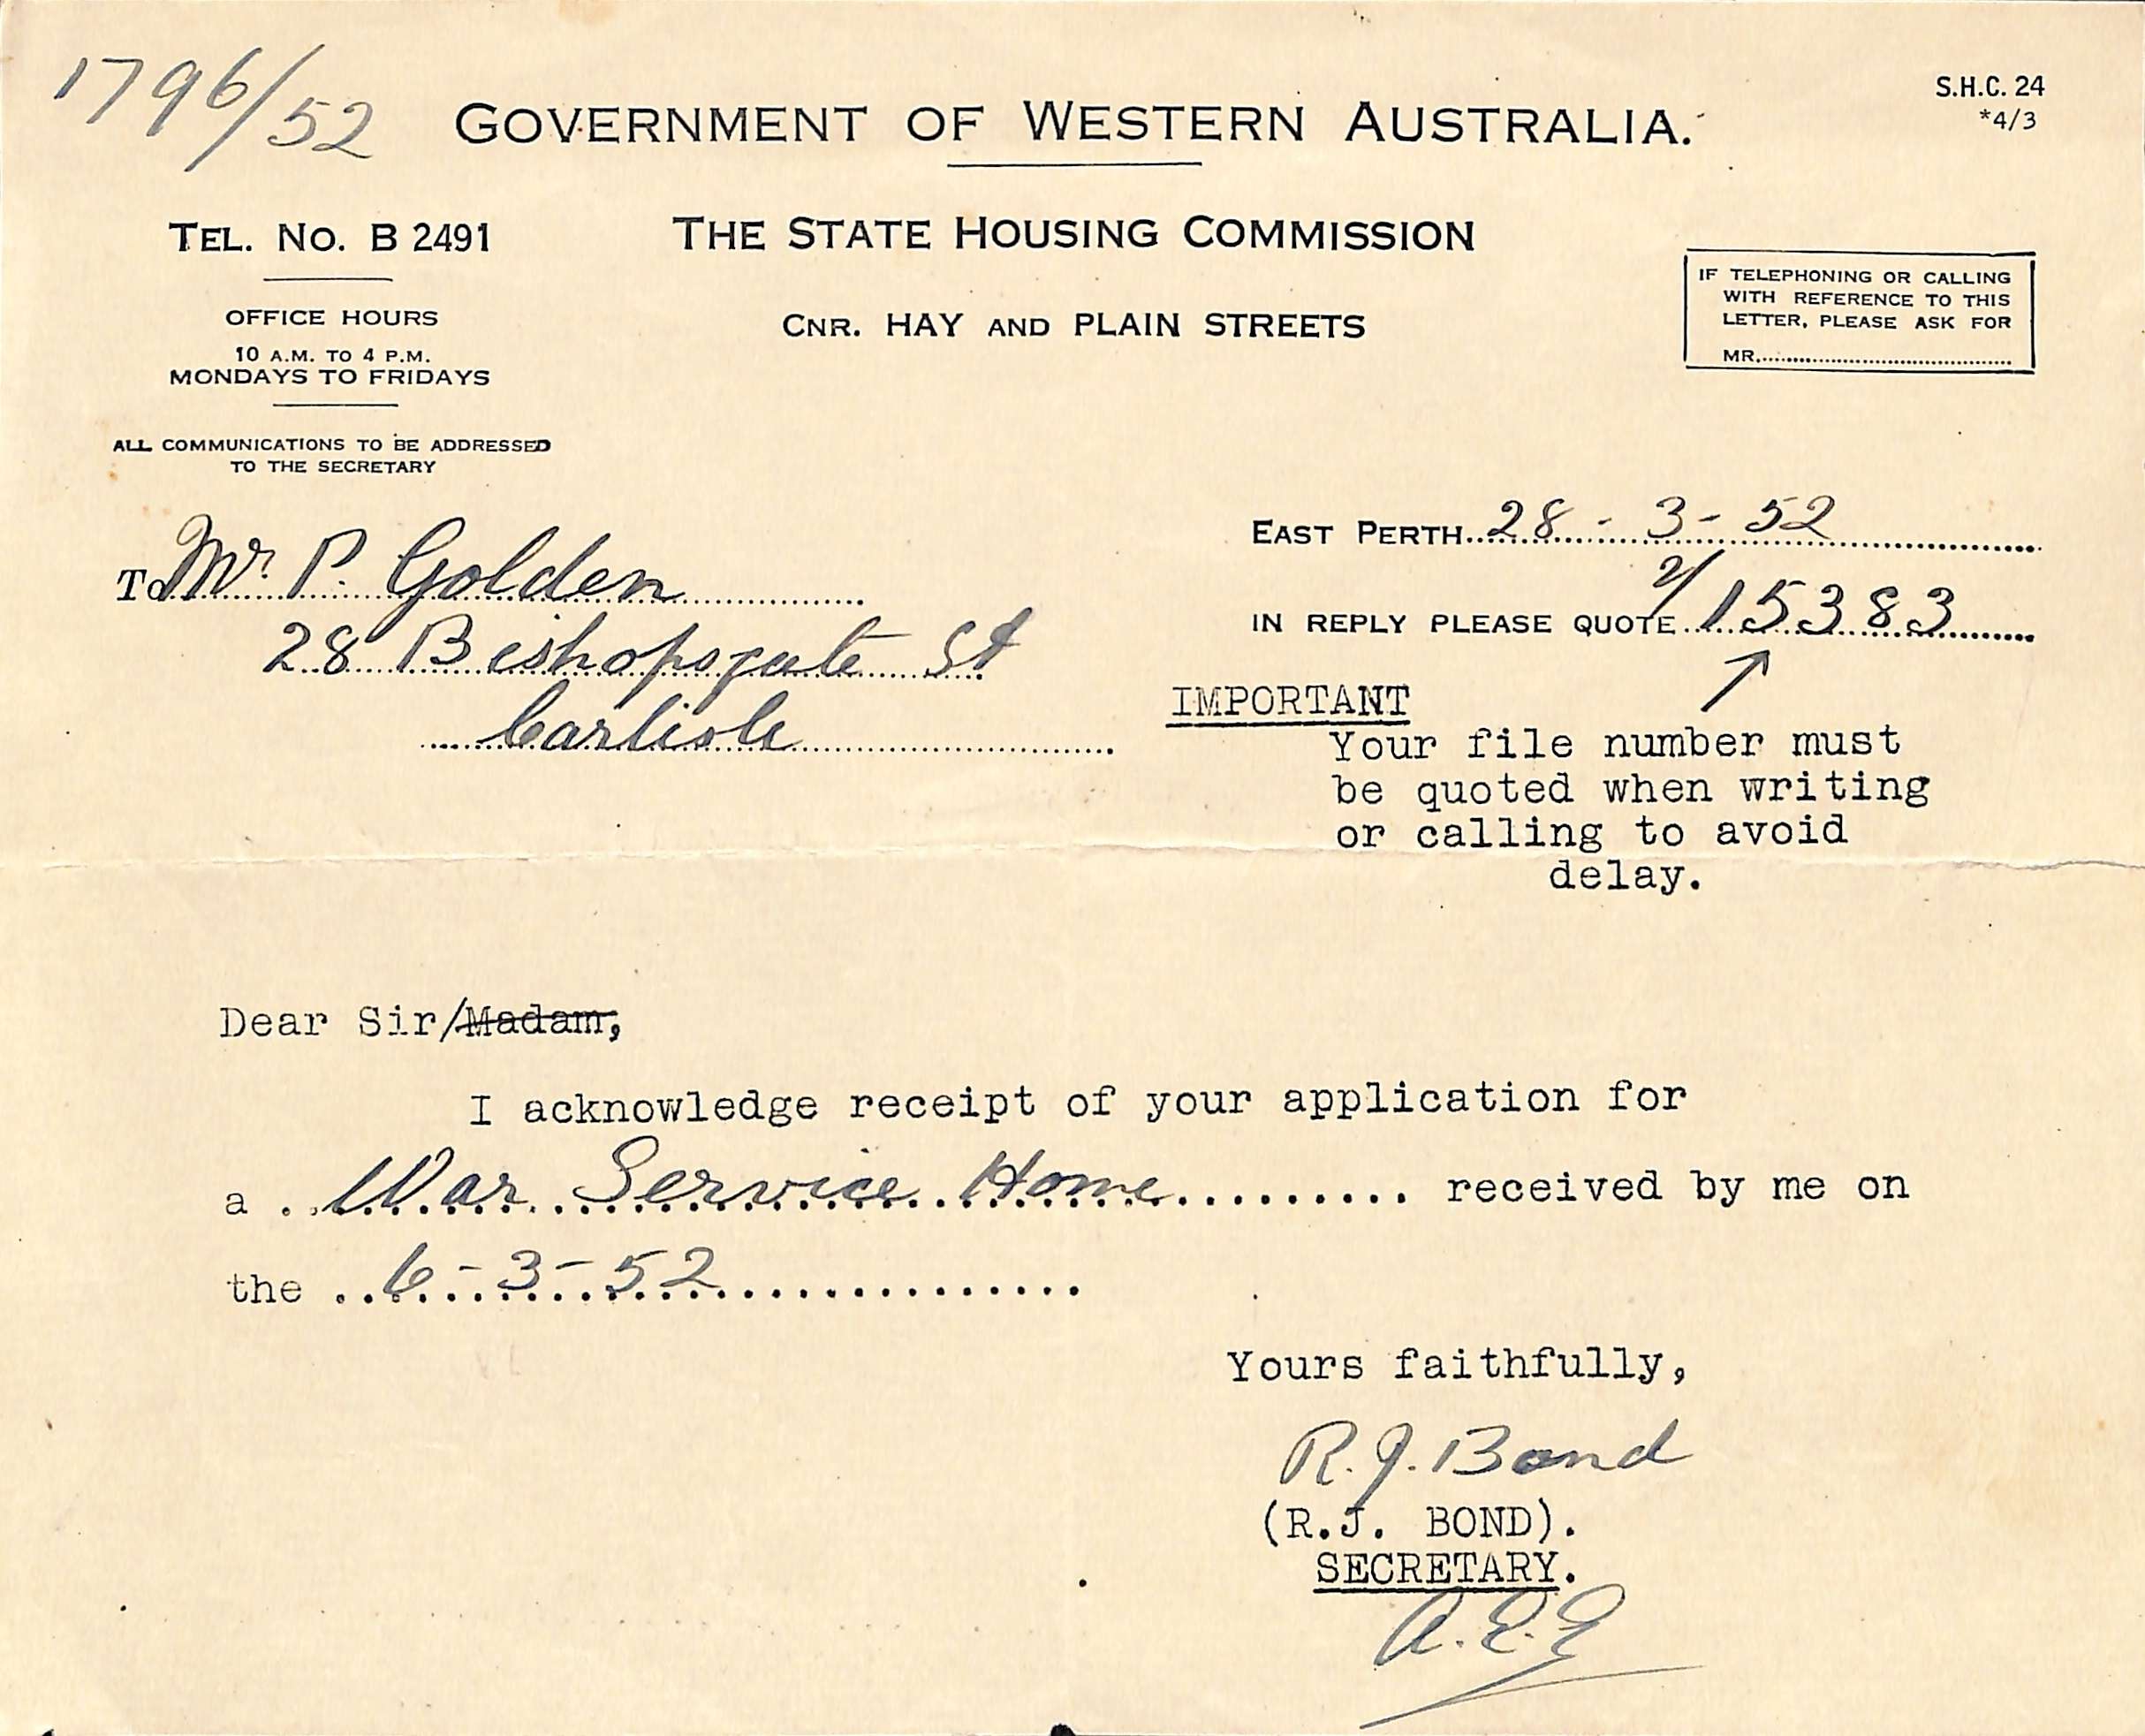 1796/52
S.H.C. 24
*4/3
GOVERNMENT OF WESTERN AUSTRALIA.
TEL. NO. B 2491
THE STATE HOUSING COMMISSION
CNR. HAY AND PLAIN STREETS
OFFICE HOURS
10 A.M. TO 4 P.M.
MONDAYS TO FRIDAYS
IF TELEPHONING OR CALLING
WITH REFERENCE TO THIS
LETTER, PLEASE ASK FOR
MR.
ALL COMMUNICATIONS TO BE ADDRESSED
TO THE SECRETARY
EAST PERTH 28 - 3 - 52
To Mr. P. Golden
IN REPLY PLEASE QUOTE 15383
28 Bishopsgate St
Carlisle
IMPORTANT
Your file number must
be quoted when writing
or calling to avoid
delay.
Dear Sir/Madam,
I acknowledge receipt of your application for
a War Service Home received by me on
the 6 - 3 - 52
Yours faithfully,
R.J. Bond
(R.J. BOND).
SECRETARY.